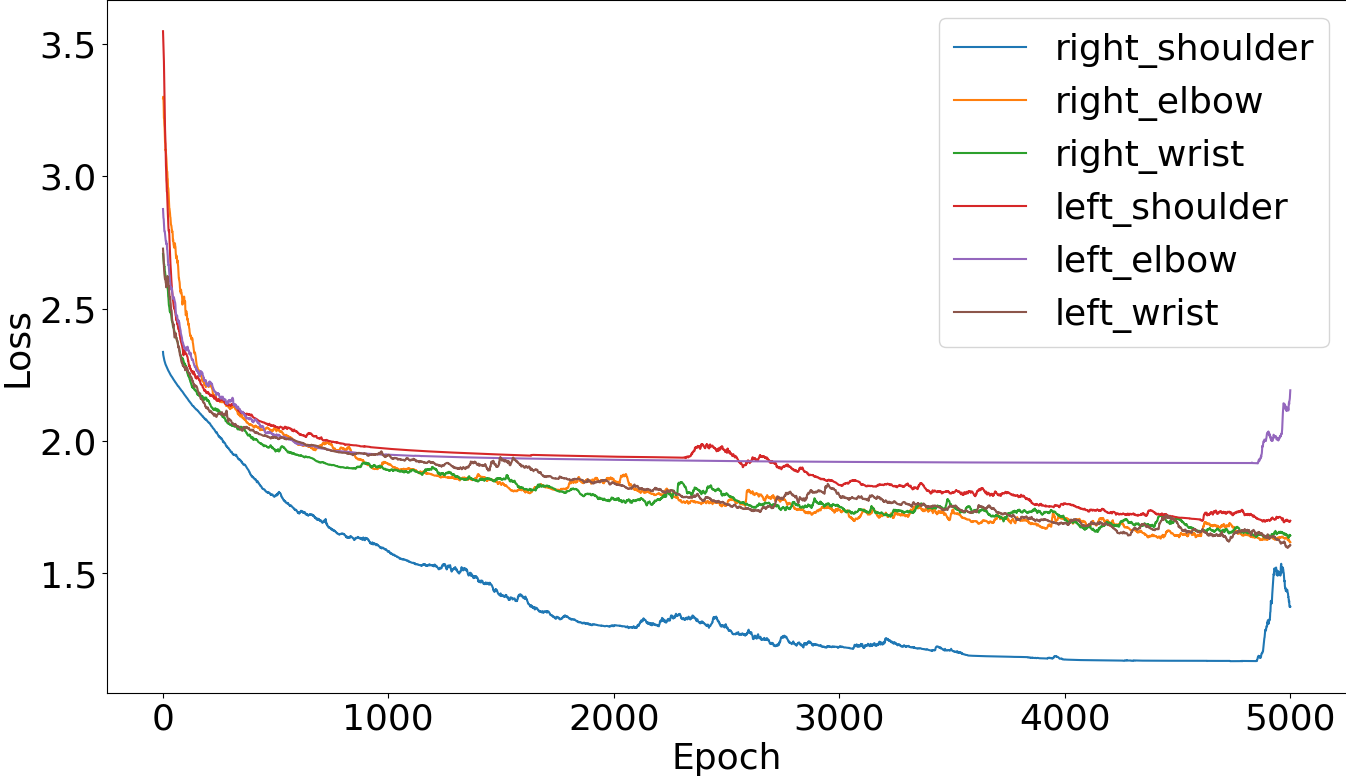 3.5
3.0
2.5
2.0
1.5
Loss
0
1000
2000
3000
4000
5000
Epoch
right_shoulder
right_elbow
right_wrist
left_shoulder
left_elbow
left_wrist